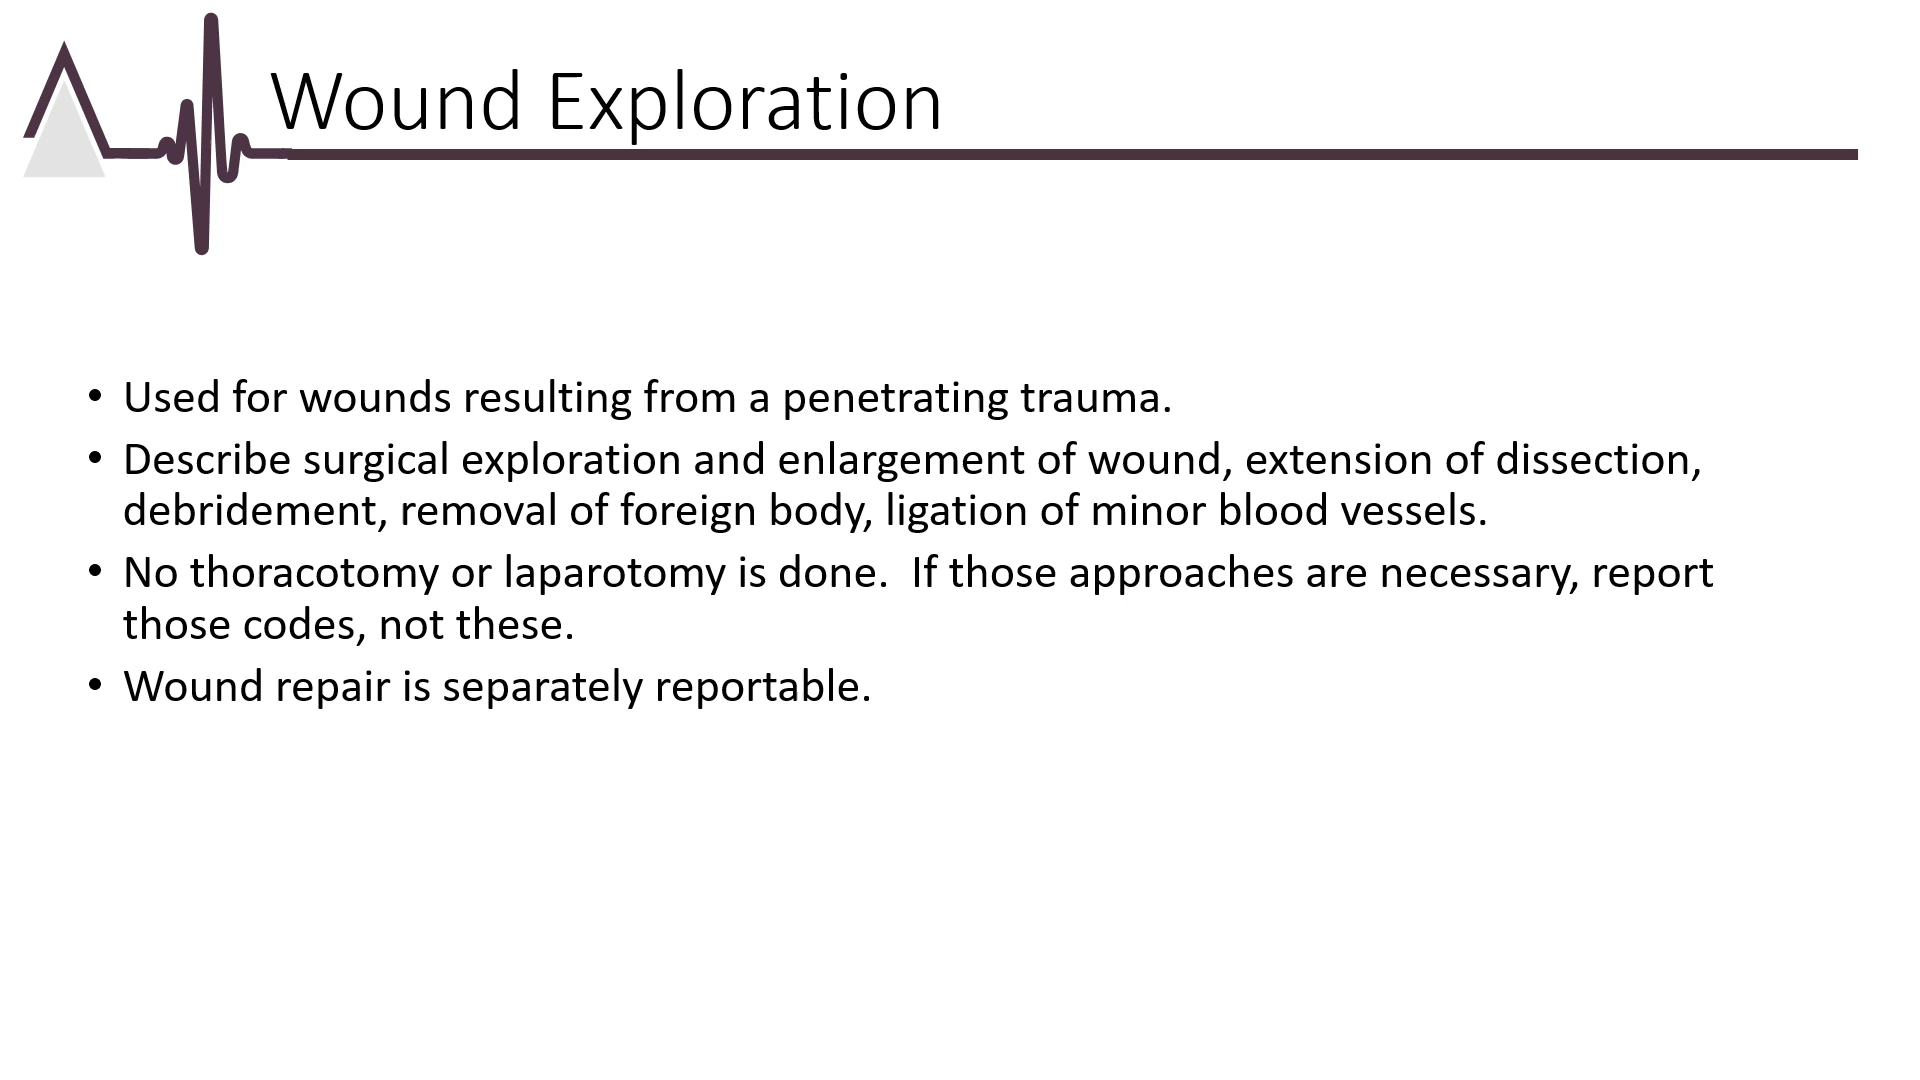 Wound Exploration
• Used for wounds resulting from a penetrating trauma.
• Describe surgical exploration and enlargement of wound, extension of dissection,
debridement, removal of foreign body, ligation of minor blood vessels.
• No thoracotomy or laparotomy is done.  If those approaches are necessary, report
those codes, not these.
• Wound repair is separately reportable.